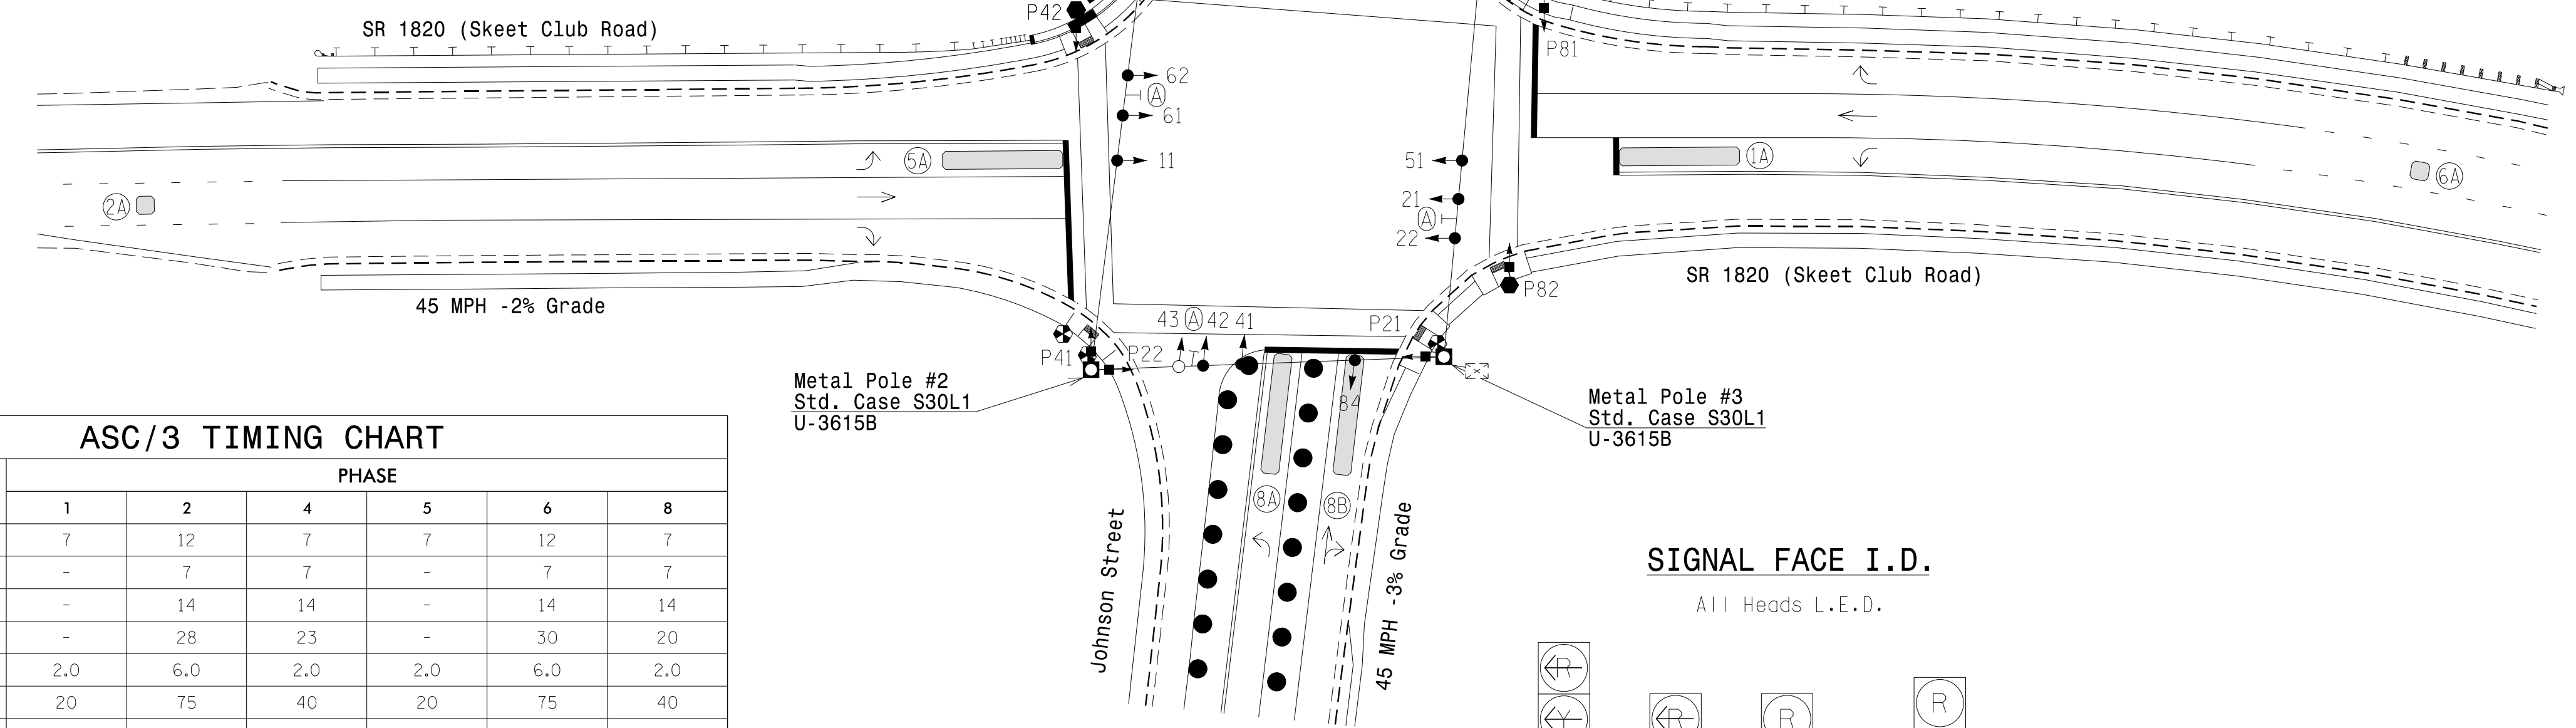 SR 1820 (Skeet Club Road)
P42
P81
62
A
61
11
5A
2A
51
21
A
22
1A
6A
45 MPH -2% Grade
SR 1820 (Skeet Club Road)
P82
43 A 42 41
P21
P41
P22
84
Metal Pole #2
Std. Case S30L1
U-3615B
Metal Pole #3
Std. Case S30L1
U-3615B
8A
8B
Johnson Street
45 MPH -3% Grade
ASC/3 TIMING CHART
PHASE
1 2 4 5 6 8
7 12 7 7 12 7
- 7 7 - 7 7
- 14 14 - 14 14
- 28 23 - 30 20
2.0 6.0 2.0 2.0 6.0 2.0
20 75 40 20 75 40
SIGNAL FACE I.D.
All Heads L.E.D.
R
R
Y R R